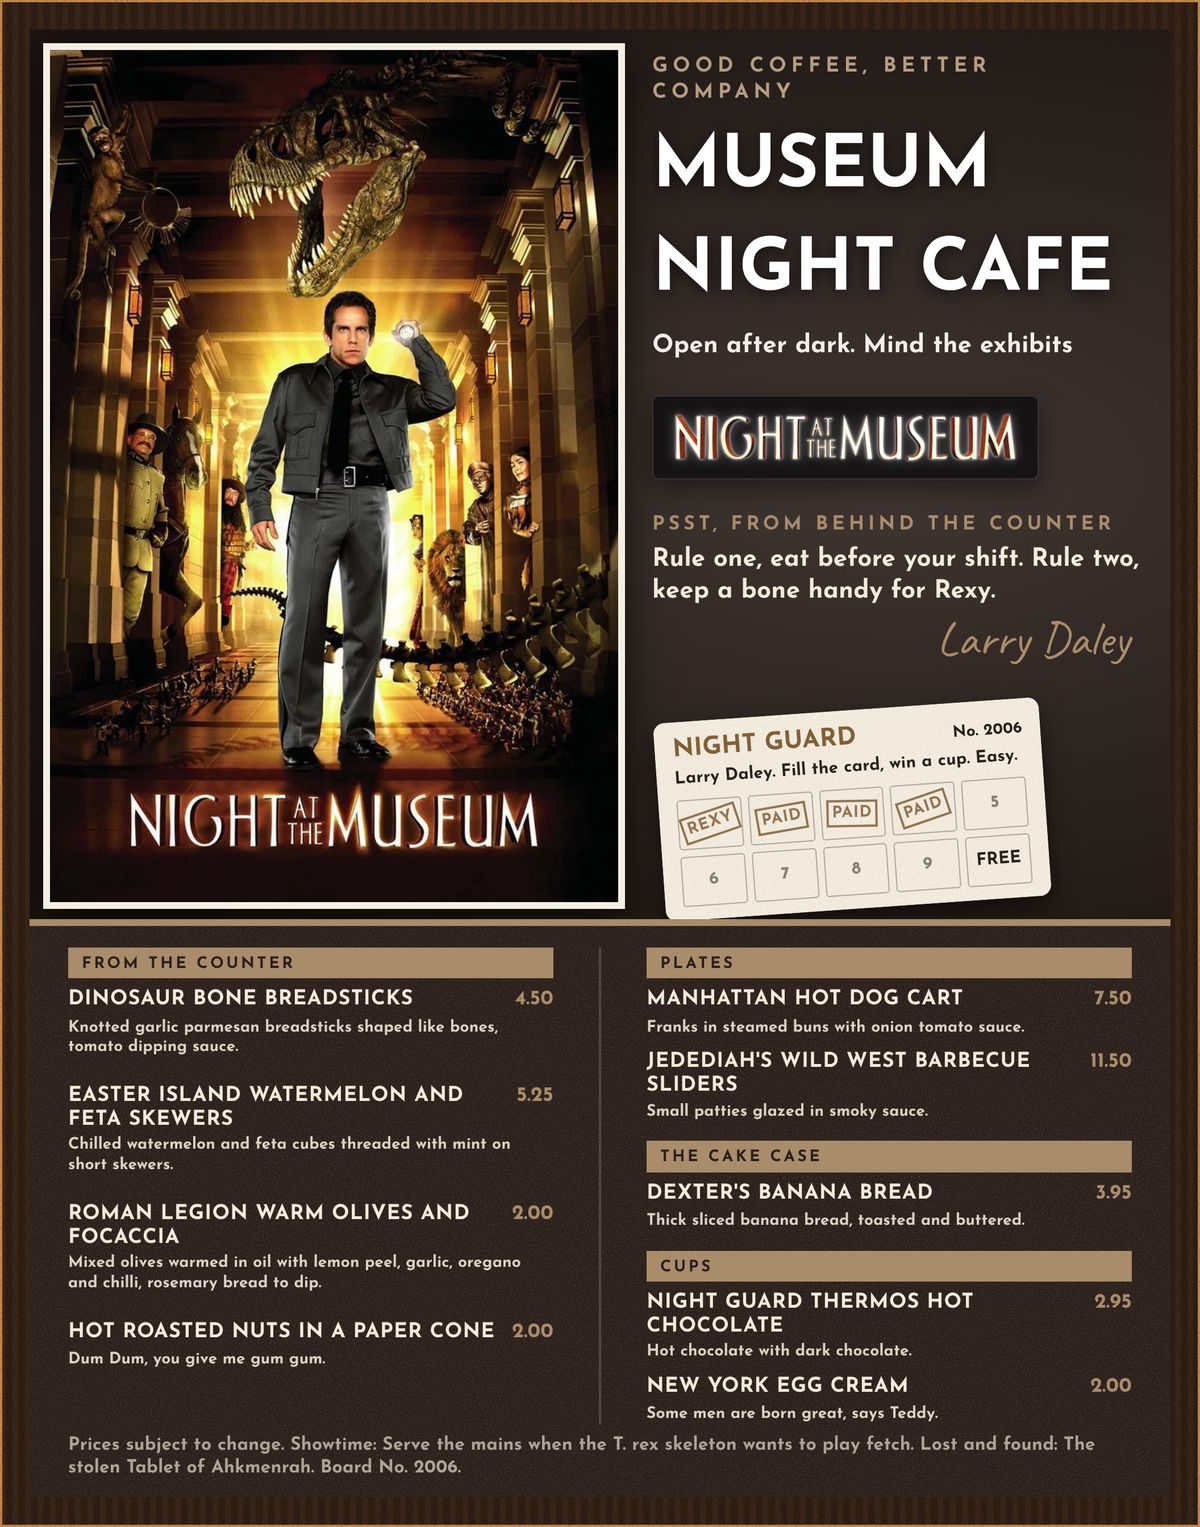 GOOD COFFEE, BETTER
COMPANY
MUSEUM
NIGHT CAFE
Open after dark. Mind the exhibits
NIGHT AT THE MUSEUM
PSST, FROM BEHIND THE COUNTER
Rule one, eat before your shift. Rule two,
keep a bone handy for Rexy.
Larry Daley
NIGHT AT THE MUSEUM
NIGHT GUARD No. 2006
Larry Daley. Fill the card, win a cup. Easy.
REXY PAID PAID PAID 5
6 7 8 9 FREE
FROM THE COUNTER
DINOSAUR BONE BREADSTICKS 4.50
Knotted garlic parmesan breadsticks shaped like bones,
tomato dipping sauce.
EASTER ISLAND WATERMELON AND 5.25
FETA SKEWERS
Chilled watermelon and feta cubes threaded with mint on
short skewers.
ROMAN LEGION WARM OLIVES AND 2.00
FOCACCIA
Mixed olives warmed in oil with lemon peel, garlic, oregano
and chilli, rosemary bread to dip.
HOT ROASTED NUTS IN A PAPER CONE 2.00
Dum Dum, you give me gum gum.
PLATES
MANHATTAN HOT DOG CART 7.50
Franks in steamed buns with onion tomato sauce.
JEDEDIAH'S WILD WEST BARBECUE 11.50
SLIDERS
Small patties glazed in smoky sauce.
THE CAKE CASE
DEXTER'S BANANA BREAD 3.95
Thick sliced banana bread, toasted and buttered.
CUPS
NIGHT GUARD THERMOS HOT 2.95
CHOCOLATE
Hot chocolate with dark chocolate.
NEW YORK EGG CREAM 2.00
Some men are born great, says Teddy.
Prices subject to change. Showtime: Serve the mains when the T. rex skeleton wants to play fetch. Lost and found: The
stolen Tablet of Ahkmenrah. Board No. 2006.